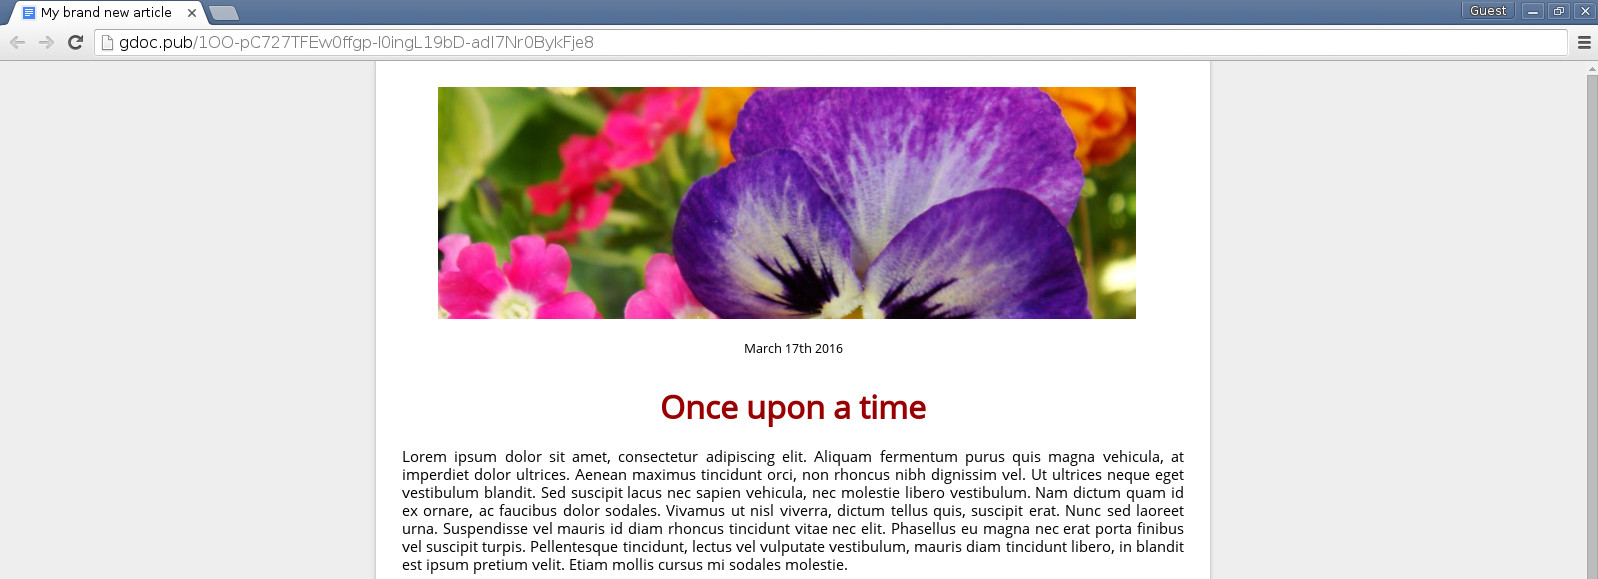 My brand new article
Guest
gdoc.pub/1OO-pC727TFEw0ffgp-l0ingL19bD-adI7Nr0BykFje8
March 17th 2016
Once upon a time
Lorem ipsum dolor sit amet, consectetur adipiscing elit. Aliquam fermentum purus quis magna vehicula, at
imperdiet dolor ultrices. Aenean maximus tincidunt orci, non rhoncus nibh dignissim vel. Ut ultrices neque eget
vestibulum blandit. Sed suscipit lacus nec sapien vehicula, nec molestie libero vestibulum. Nam dictum quam id
ex ornare, ac faucibus dolor sodales. Vivamus ut nisl viverra, dictum tellus quis, suscipit erat. Nunc sed laoreet
urna. Suspendisse vel mauris id diam rhoncus tincidunt vitae nec elit. Phasellus eu magna nec erat porta finibus
vel suscipit turpis. Pellentesque tincidunt, lectus vel vulputate vestibulum, mauris diam tincidunt libero, in blandit
est ipsum pretium velit. Etiam mollis cursus mi sodales molestie.